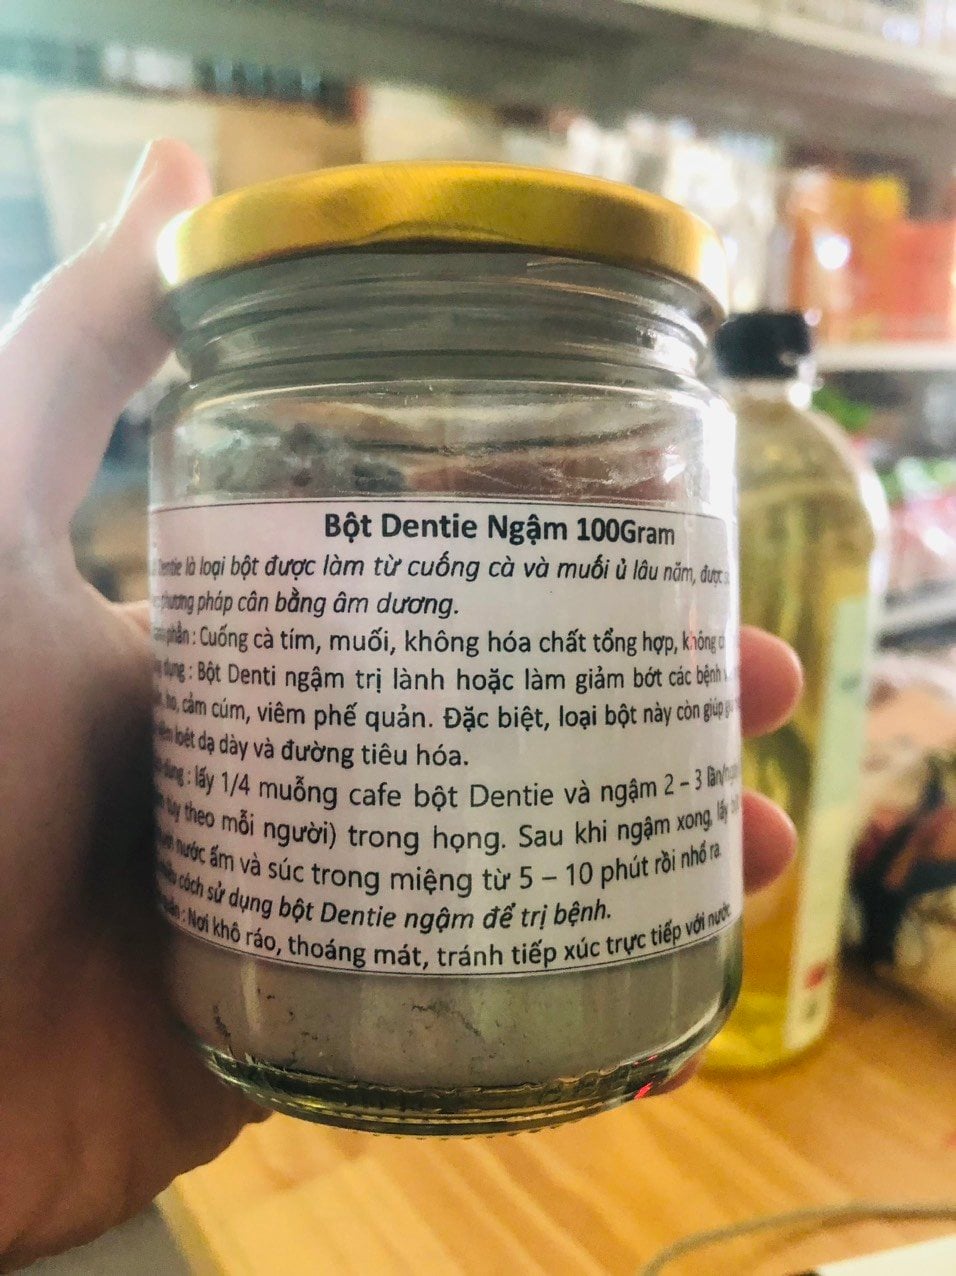 Bột Dentie Ngậm 100Gram
Dentie là loại bột được làm từ cuống cà và muối ủ lâu năm, được
phương pháp cân bằng âm dương.
phần : Cuống cà tím, muối, không hóa chất tổng hợp, không
dụng : Bột Denti ngậm trị lành hoặc làm giảm bớt các bệnh
ho, cảm cúm, viêm phế quản. Đặc biệt, loại bột này còn giúp
loét dạ dày và đường tiêu hóa.
dùng : lấy 1/4 muỗng cafe bột Dentie và ngậm 2 – 3
tùy theo mỗi người) trong họng. Sau khi ngậm xong, lấy
nước ấm và súc trong miệng từ 5 – 10 phút rồi nhổ ra.
cách sử dụng bột Dentie ngậm để trị bệnh.
: Nơi khô ráo, thoáng mát, tránh tiếp xúc trực tiếp với nước